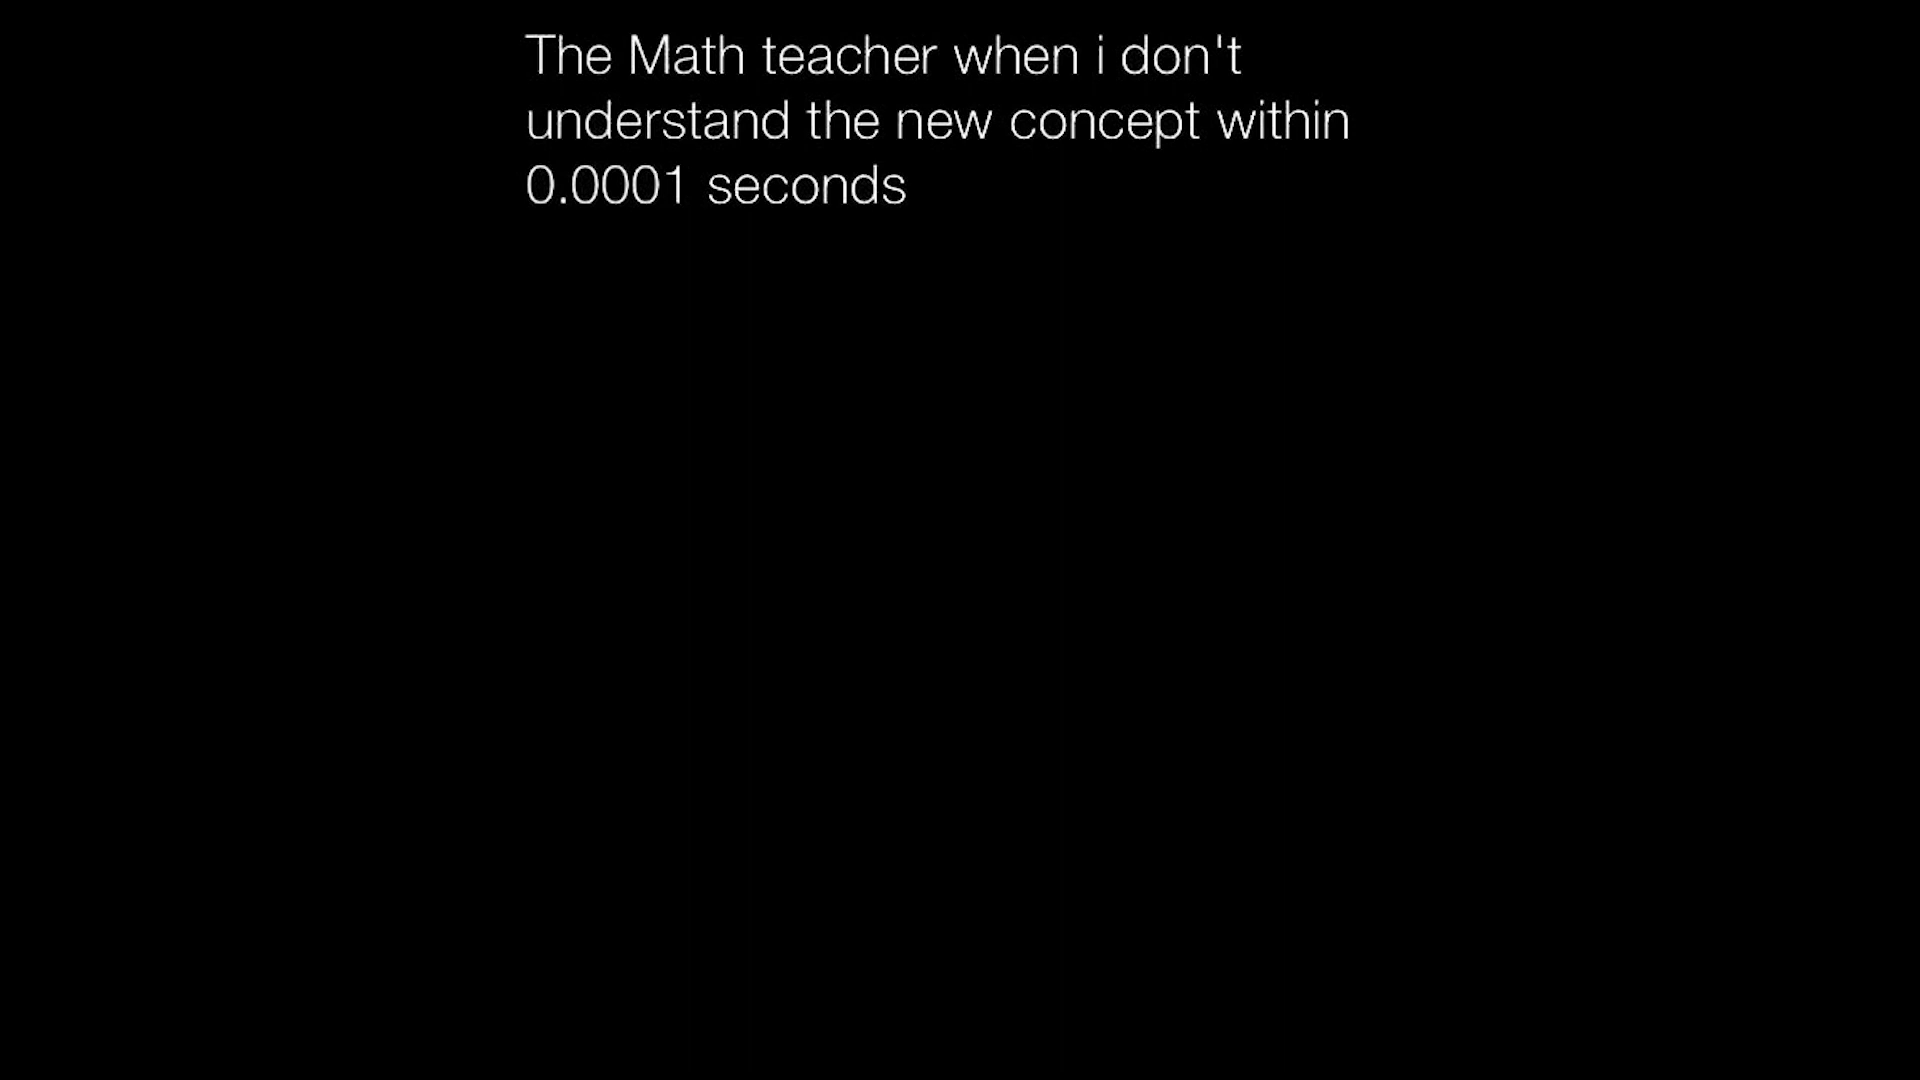 The Math teacher when i don't
understand the new concept within
0.0001 seconds